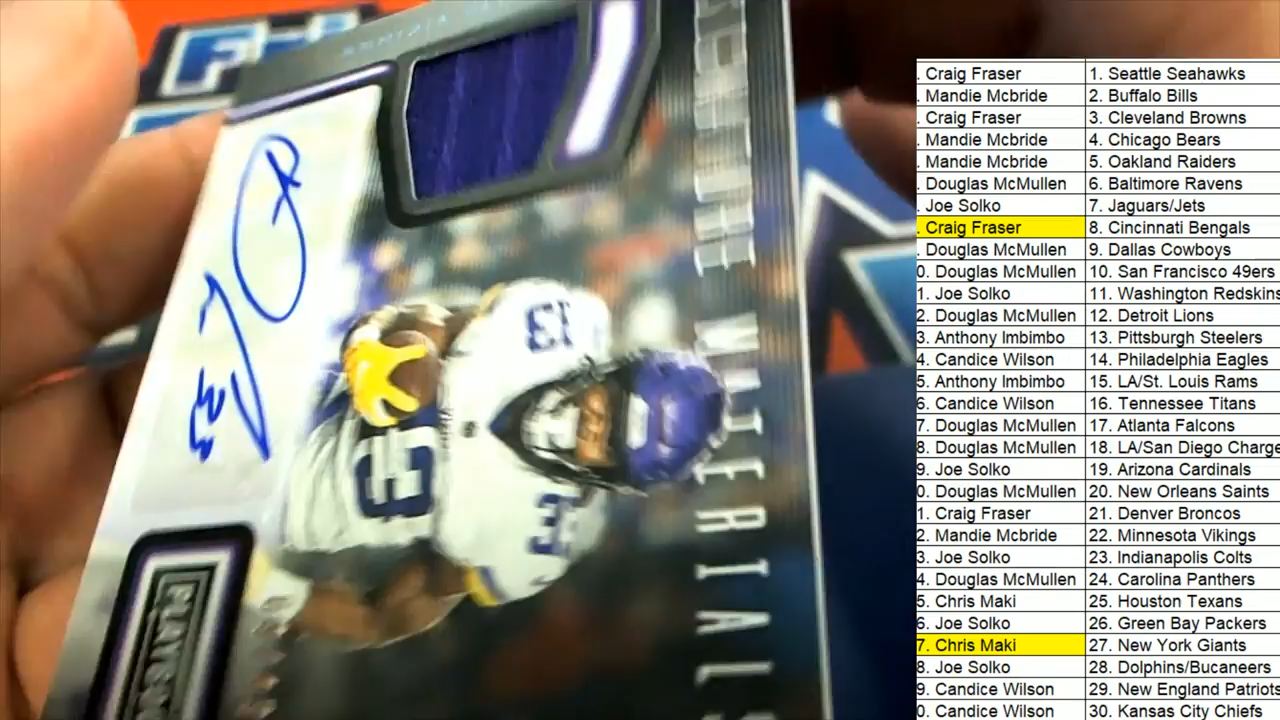 . Craig Fraser 1. Seattle Seahawks
. Mandie Mcbride 2. Buffalo Bills
. Craig Fraser 3. Cleveland Browns
. Mandie Mcbride 4. Chicago Bears
. Mandie Mcbride 5. Oakland Raiders
. Douglas McMullen 6. Baltimore Ravens
. Joe Solko 7. Jaguars/Jets
. Craig Fraser 8. Cincinnati Bengals
. Douglas McMullen 9. Dallas Cowboys
0. Douglas McMullen 10. San Francisco 49ers
1. Joe Solko 11. Washington Redskins
2. Douglas McMullen 12. Detroit Lions
3. Anthony Imbimbo 13. Pittsburgh Steelers
4. Candice Wilson 14. Philadelphia Eagles
5. Anthony Imbimbo 15. LA/St. Louis Rams
6. Candice Wilson 16. Tennessee Titans
7. Douglas McMullen 17. Atlanta Falcons
8. Douglas McMullen 18. LA/San Diego Charge
9. Joe Solko 19. Arizona Cardinals
0. Douglas McMullen 20. New Orleans Saints
1. Craig Fraser 21. Denver Broncos
2. Mandie Mcbride 22. Minnesota Vikings
3. Joe Solko 23. Indianapolis Colts
4. Douglas McMullen 24. Carolina Panthers
5. Chris Maki 25. Houston Texans
6. Joe Solko 26. Green Bay Packers
7. Chris Maki 27. New York Giants
8. Joe Solko 28. Dolphins/Bucaneers
9. Candice Wilson 29. New England Patriots
0. Candice Wilson 30. Kansas City Chiefs
33